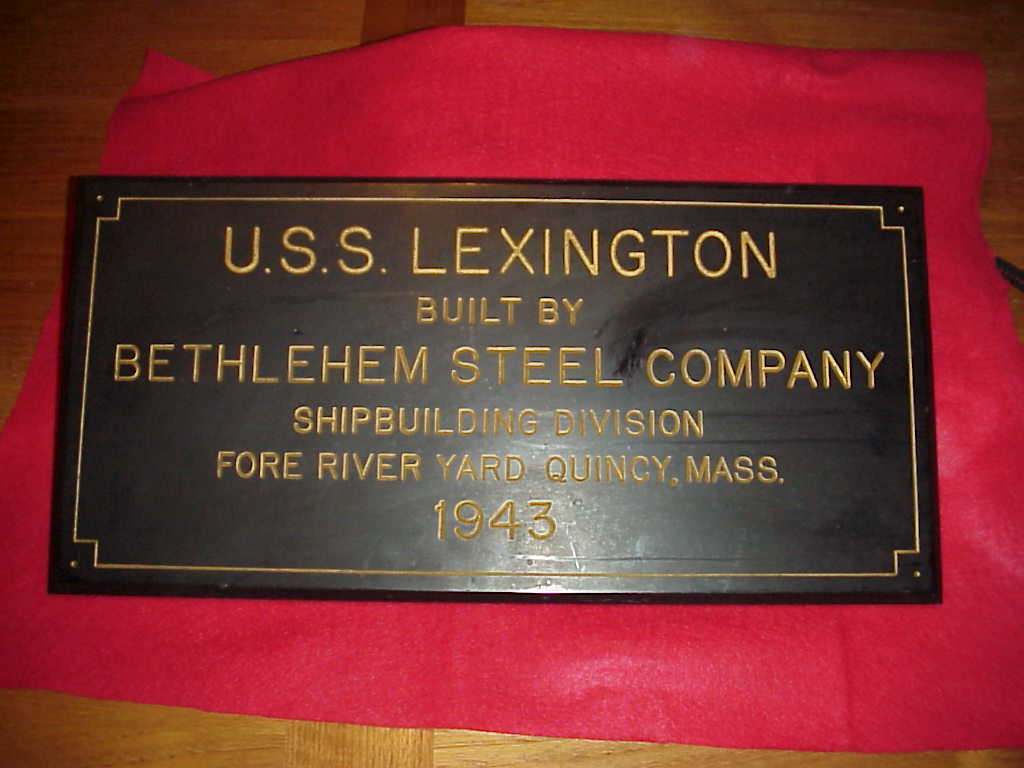 U.S.S. LEXINGTON
BUILT BY
BETHLEHEM STEEL COMPANY
SHIPBUILDING DIVISION
FORE RIVER YARD QUINCY, MASS.
1943